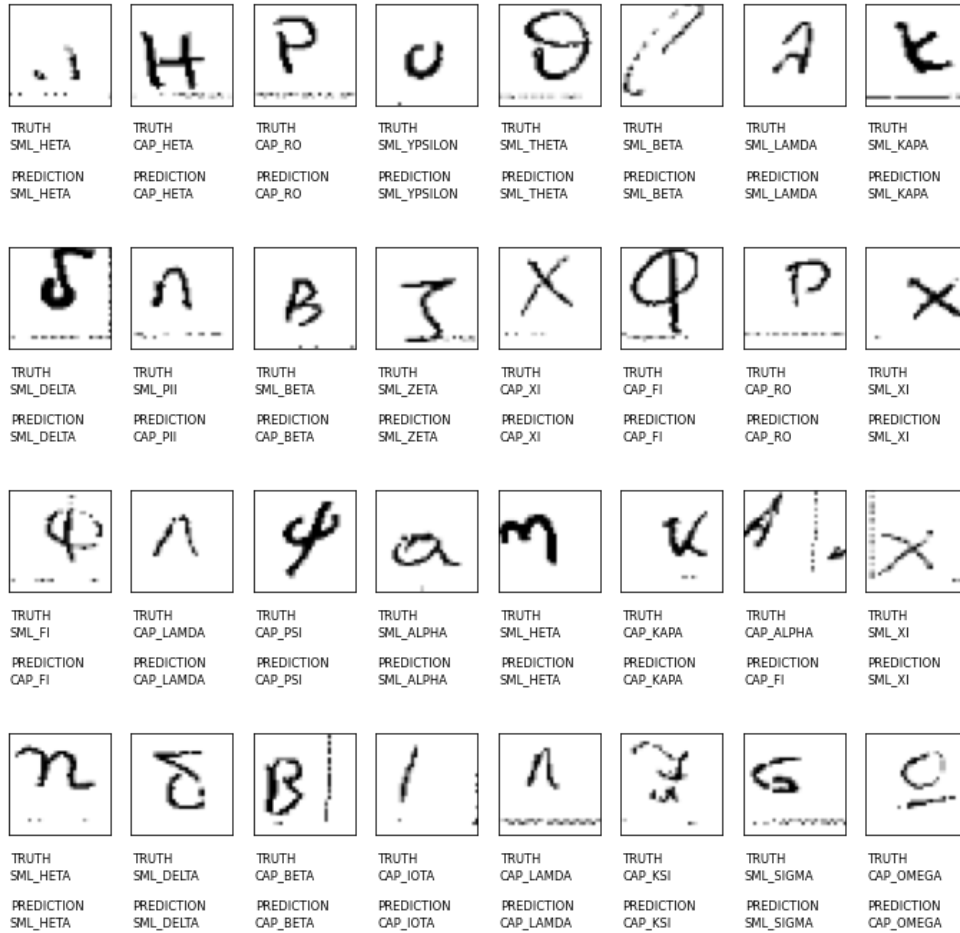 TRUTH TRUTH TRUTH TRUTH TRUTH TRUTH TRUTH TRUTH
SML_HETA CAP_HETA CAP_RO SML_YPSILON SML_THETA SML_BETA SML_LAMDA SML_KAPA
PREDICTION PREDICTION PREDICTION PREDICTION PREDICTION PREDICTION PREDICTION PREDICTION
SML_HETA CAP_HETA CAP_RO SML_YPSILON SML_THETA SML_BETA SML_LAMDA SML_KAPA
TRUTH TRUTH TRUTH TRUTH TRUTH TRUTH TRUTH TRUTH
SML_DELTA SML_PII SML_BETA SML_ZETA CAP_XI CAP_FI CAP_RO SML_XI
PREDICTION PREDICTION PREDICTION PREDICTION PREDICTION PREDICTION PREDICTION PREDICTION
SML_DELTA CAP_PII CAP_BETA SML_ZETA CAP_XI CAP_FI CAP_RO SML_XI
TRUTH TRUTH TRUTH TRUTH TRUTH TRUTH TRUTH TRUTH
SML_FI CAP_LAMDA CAP_PSI SML_ALPHA SML_HETA CAP_KAPA CAP_ALPHA SML_XI
PREDICTION PREDICTION PREDICTION PREDICTION PREDICTION PREDICTION PREDICTION PREDICTION
CAP_FI CAP_LAMDA CAP_PSI SML_ALPHA SML_HETA CAP_KAPA CAP_FI SML_XI
TRUTH TRUTH TRUTH TRUTH TRUTH TRUTH TRUTH TRUTH
SML_HETA SML_DELTA CAP_BETA CAP_IOTA CAP_LAMDA CAP_KSI SML_SIGMA CAP_OMEGA
PREDICTION PREDICTION PREDICTION PREDICTION PREDICTION PREDICTION PREDICTION PREDICTION
SML_HETA SML_DELTA CAP_BETA CAP_IOTA CAP_LAMDA CAP_KSI SML_SIGMA CAP_OMEGA